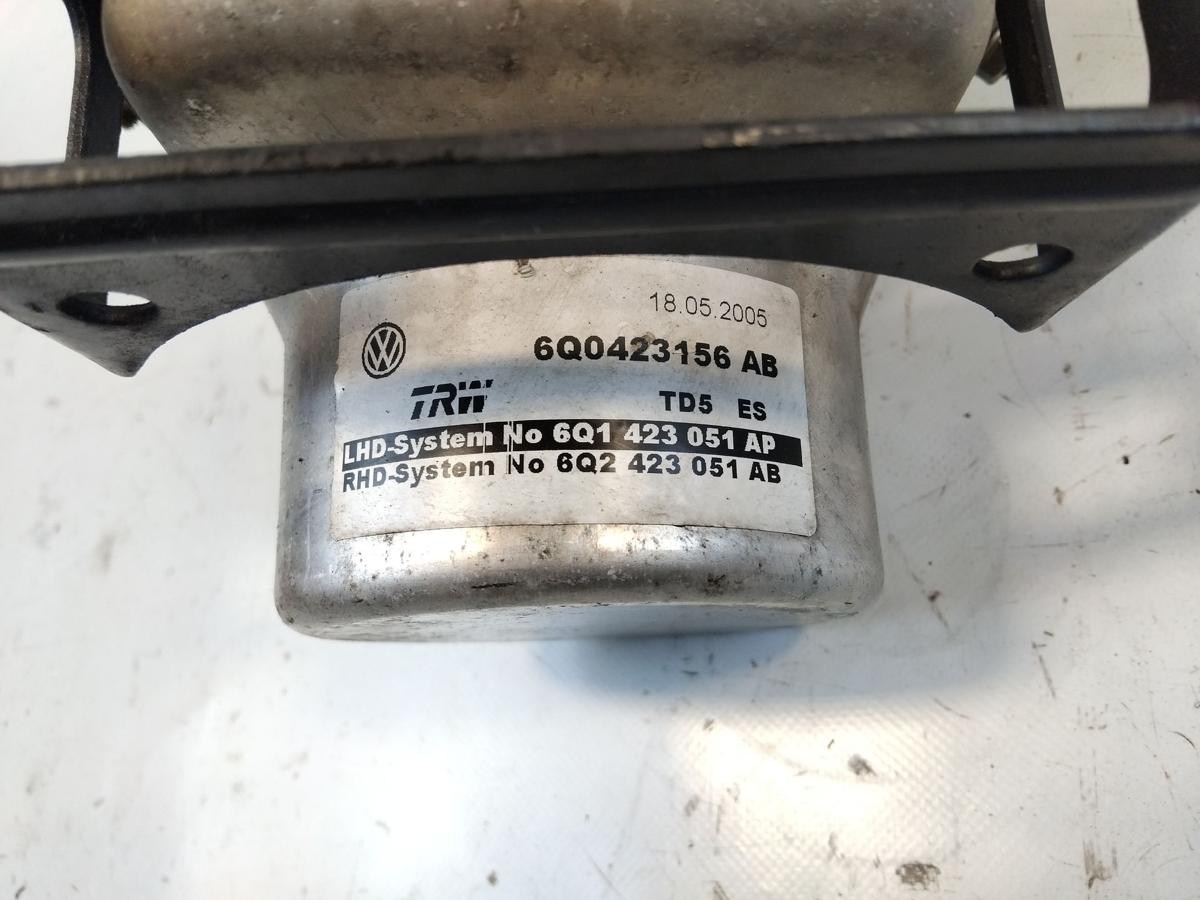 18.05.2005
6Q0423156 AB
TRW TD5 ES
LHD-System No 6Q1 423 051 AP
RHD-System No 6Q2 423 051 AB